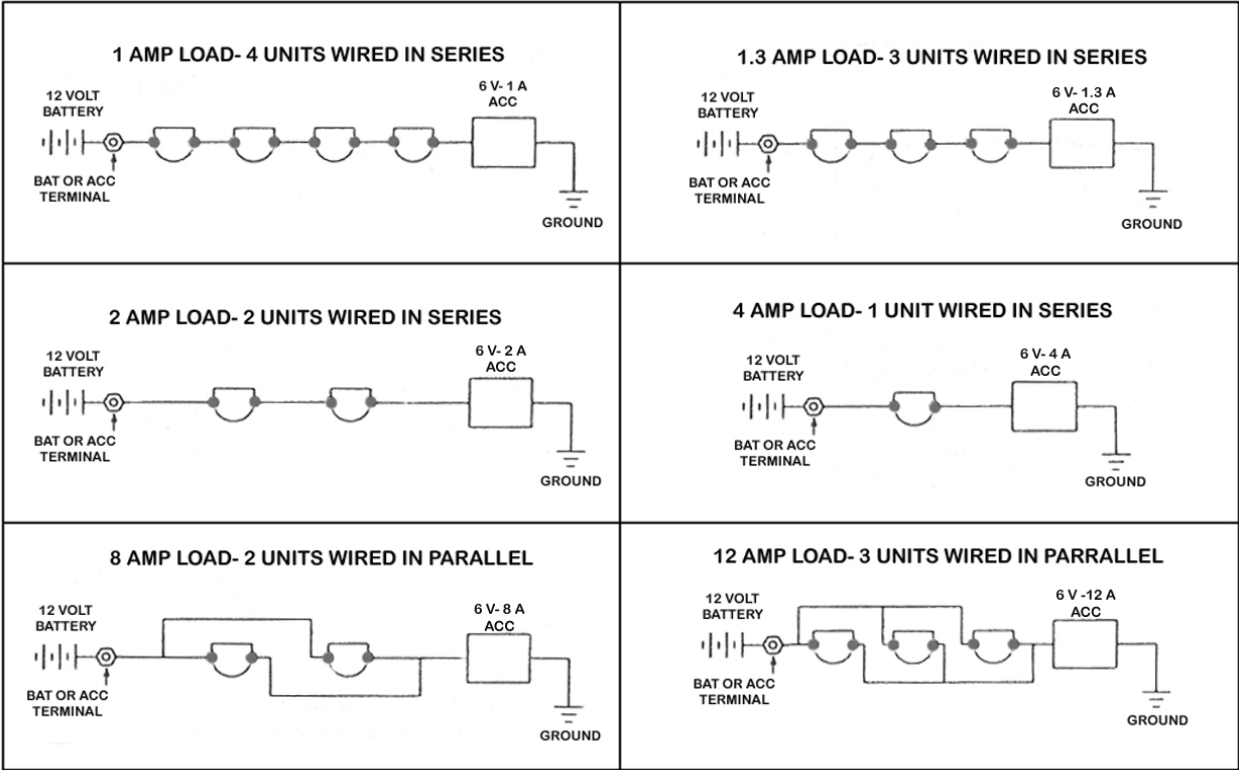 1 AMP LOAD- 4 UNITS WIRED IN SERIES
12 VOLT
BATTERY
BAT OR ACC
TERMINAL
6 V- 1 A
ACC
GROUND
1.3 AMP LOAD- 3 UNITS WIRED IN SERIES
12 VOLT
BATTERY
BAT OR ACC
TERMINAL
6 V- 1.3 A
ACC
GROUND
2 AMP LOAD- 2 UNITS WIRED IN SERIES
12 VOLT
BATTERY
BAT OR ACC
TERMINAL
6 V- 2 A
ACC
GROUND
4 AMP LOAD- 1 UNIT WIRED IN SERIES
12 VOLT
BATTERY
BAT OR ACC
TERMINAL
6 V- 4 A
ACC
GROUND
8 AMP LOAD- 2 UNITS WIRED IN PARALLEL
12 VOLT
BATTERY
BAT OR ACC
TERMINAL
6 V- 8 A
ACC
GROUND
12 AMP LOAD- 3 UNITS WIRED IN PARRALLEL
12 VOLT
BATTERY
BAT OR ACC
TERMINAL
6 V -12 A
ACC
GROUND